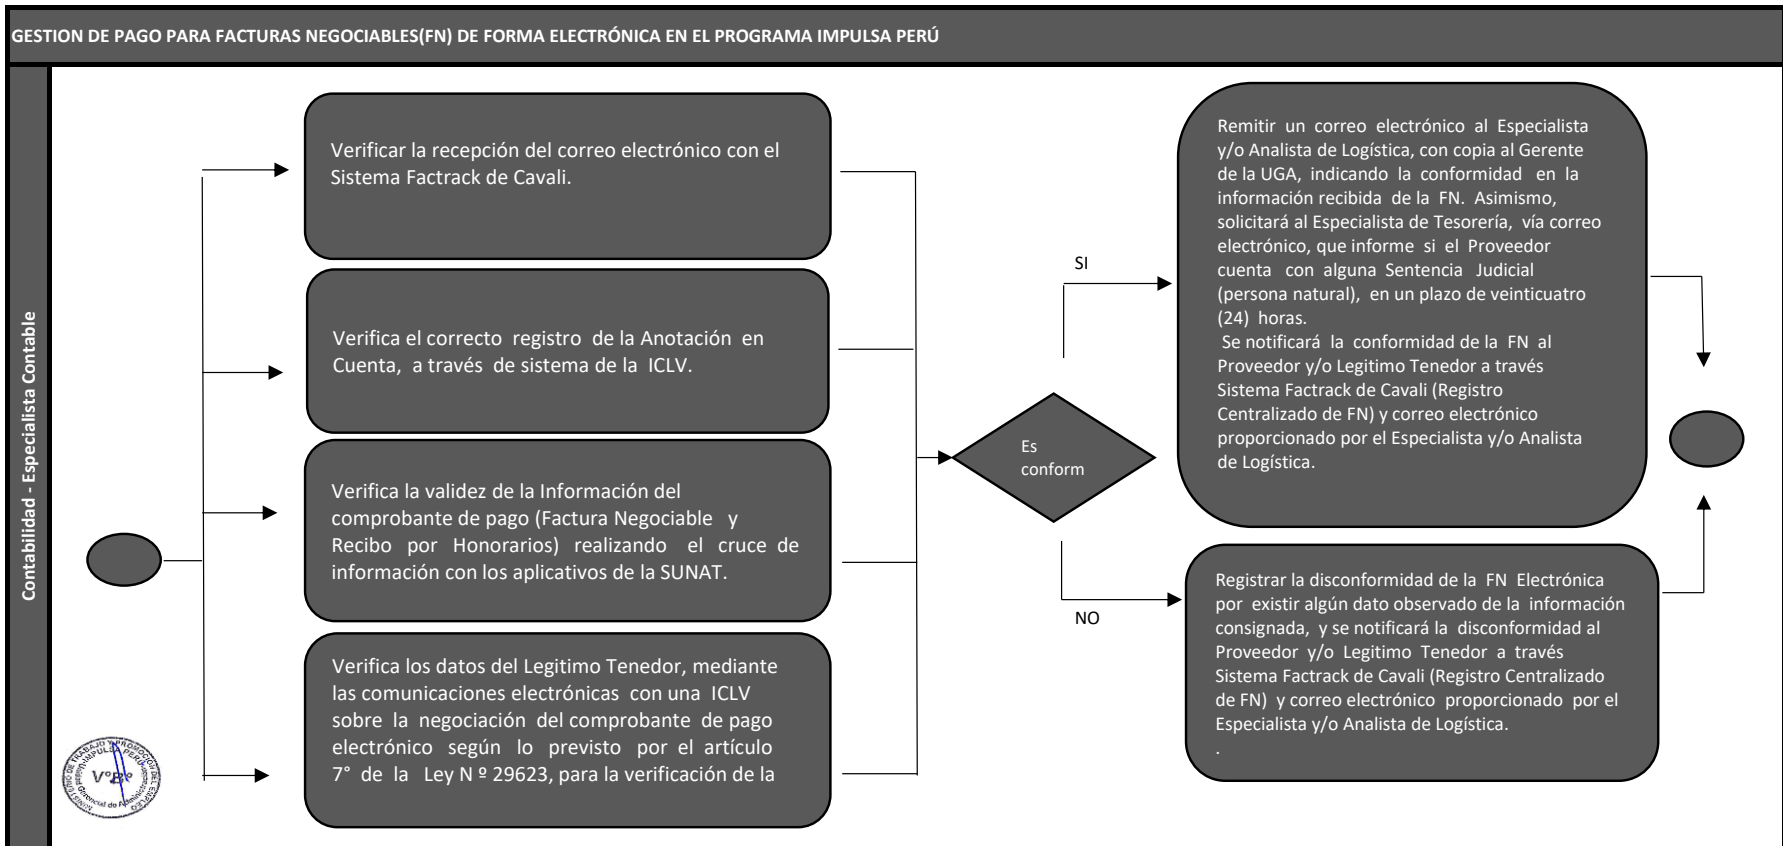 GESTION DE PAGO PARA FACTURAS NEGOCIABLES(FN) DE FORMA ELECTRÓNICA EN EL PROGRAMA IMPULSA PERÚ
Contabilidad - Especialista Contable
Verificar la recepción del correo electrónico con el
Sistema Factrack de Cavali.
Verifica el correcto registro de la Anotación en
Cuenta, a través de sistema de la ICLV.
Verifica la validez de la Información del
comprobante de pago (Factura Negociable y
Recibo por Honorarios) realizando el cruce de
información con los aplicativos de la SUNAT.
Verifica los datos del Legitimo Tenedor, mediante
las comunicaciones electrónicas con una ICLV
sobre la negociación del comprobante de pago
electrónico según lo previsto por el artículo
7° de la Ley N º 29623, para la verificación de la
Es
conform
SI
NO
Remitir un correo electrónico al Especialista
y/o Analista de Logística, con copia al Gerente
de la UGA, indicando la conformidad en la
información recibida de la FN. Asimismo,
solicitará al Especialista de Tesorería, vía correo
electrónico, que informe si el Proveedor
cuenta con alguna Sentencia Judicial
(persona natural), en un plazo de veinticuatro
(24) horas.
Se notificará la conformidad de la FN al
Proveedor y/o Legitimo Tenedor a través
Sistema Factrack de Cavali (Registro
Centralizado de FN) y correo electrónico
proporcionado por el Especialista y/o Analista
de Logística.
Registrar la disconformidad de la FN Electrónica
por existir algún dato observado de la información
consignada, y se notificará la disconformidad al
Proveedor y/o Legitimo Tenedor a través
Sistema Factrack de Cavali (Registro Centralizado
de FN) y correo electrónico proporcionado por el
Especialista y/o Analista de Logística.
.
MINISTERIO DE TRABAJO Y PROMOCIÓN DEL EMPLEO
IMPULSA PERÚ
V°B°
Gerencial de